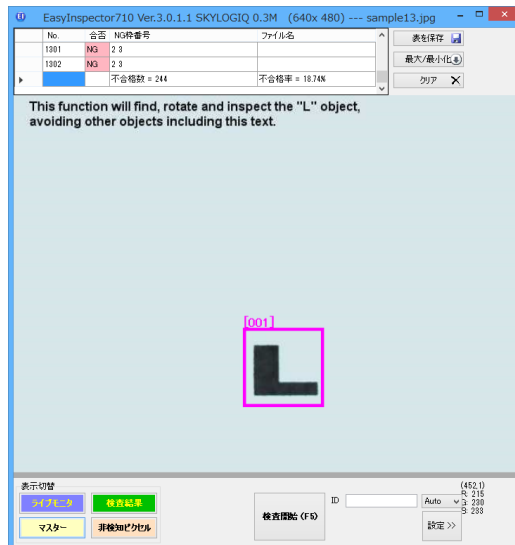 EasyInspector710 Ver.3.0.1.1 SKYLOGIQ 0.3M (640x 480) --- sample13.jpg
No. 合否 NG枠番号 ファイル名
1301 NG 2 3
1302 NG 2 3
不合格数 = 244 不合格率 = 18.74%
表を保存
最大/最小化
クリア
This function will find, rotate and inspect the "L" object,
avoiding other objects including this text.
[001]
L
表示切替
ライブモニタ 検査結果
マスター 非検知ピクセル
検査開始 (F5)
ID
Auto
設定 >>
(452,1)
R: 215
G: 230
B: 233